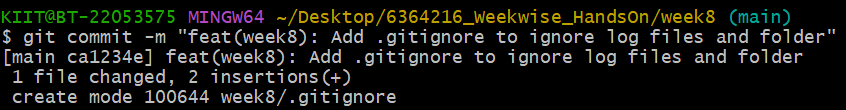 KIIT@BT-22053575 MINGW64 ~/Desktop/6364216_Weekwise_HandsOn/week8 (main)
$ git commit -m "feat(week8): Add .gitignore to ignore log files and folder"
[main ca1234e] feat(week8): Add .gitignore to ignore log files and folder
 1 file changed, 2 insertions(+)
 create mode 100644 week8/.gitignore